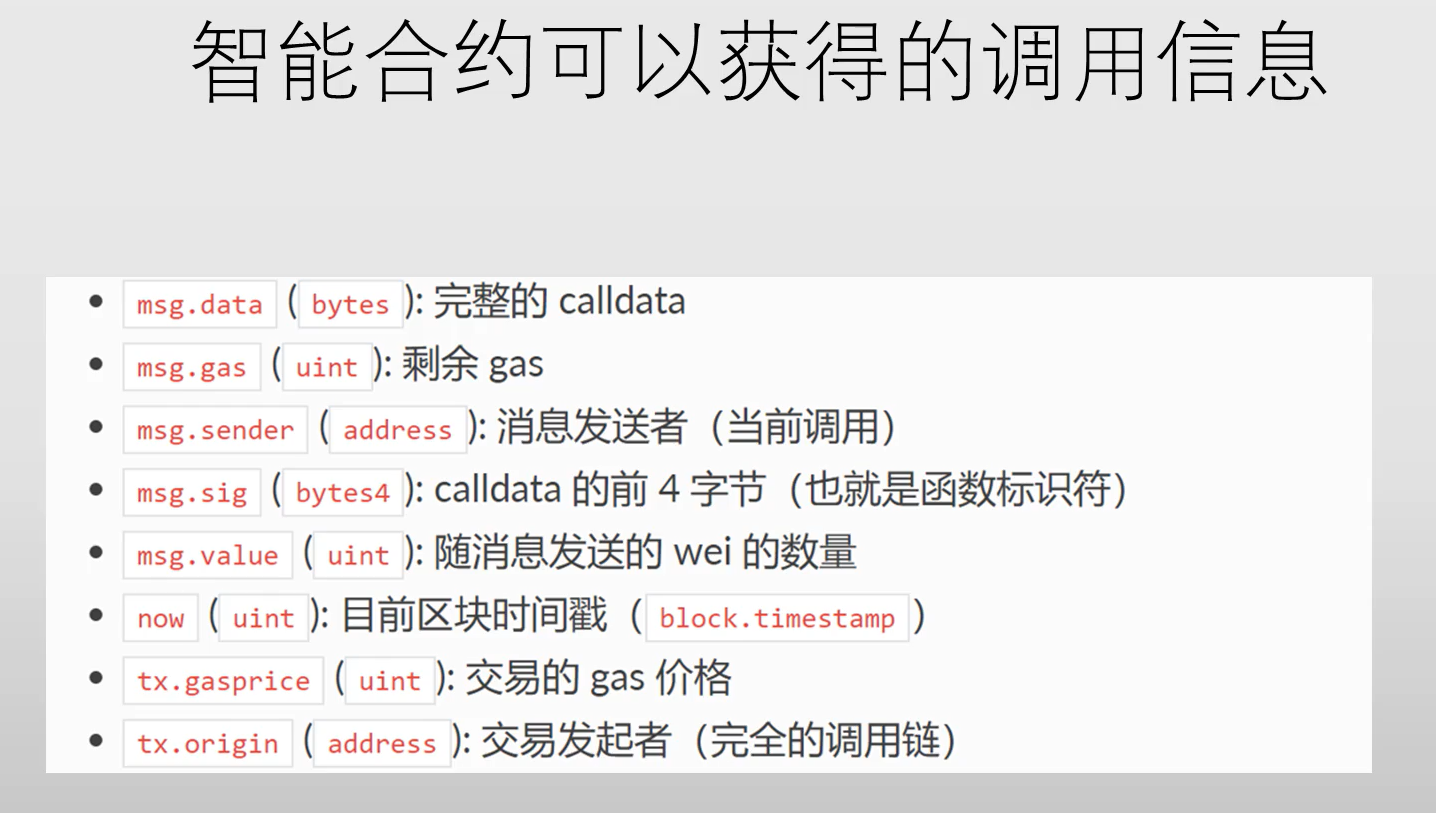 智能合约可以获得的调用信息
• msg.data (bytes): 完整的 calldata
• msg.gas (uint): 剩余 gas
• msg.sender (address): 消息发送者（当前调用）
• msg.sig (bytes4): calldata 的前 4 字节（也就是函数标识符）
• msg.value (uint): 随消息发送的 wei 的数量
• now (uint): 目前区块时间戳（block.timestamp）
• tx.gasprice (uint): 交易的 gas 价格
• tx.origin (address): 交易发起者（完全的调用链）